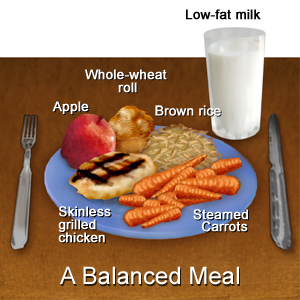 Low-fat milk
Whole-wheat
roll
Apple
Brown rice
Skinless
grilled
chicken
Steamed
Carrots
A Balanced Meal